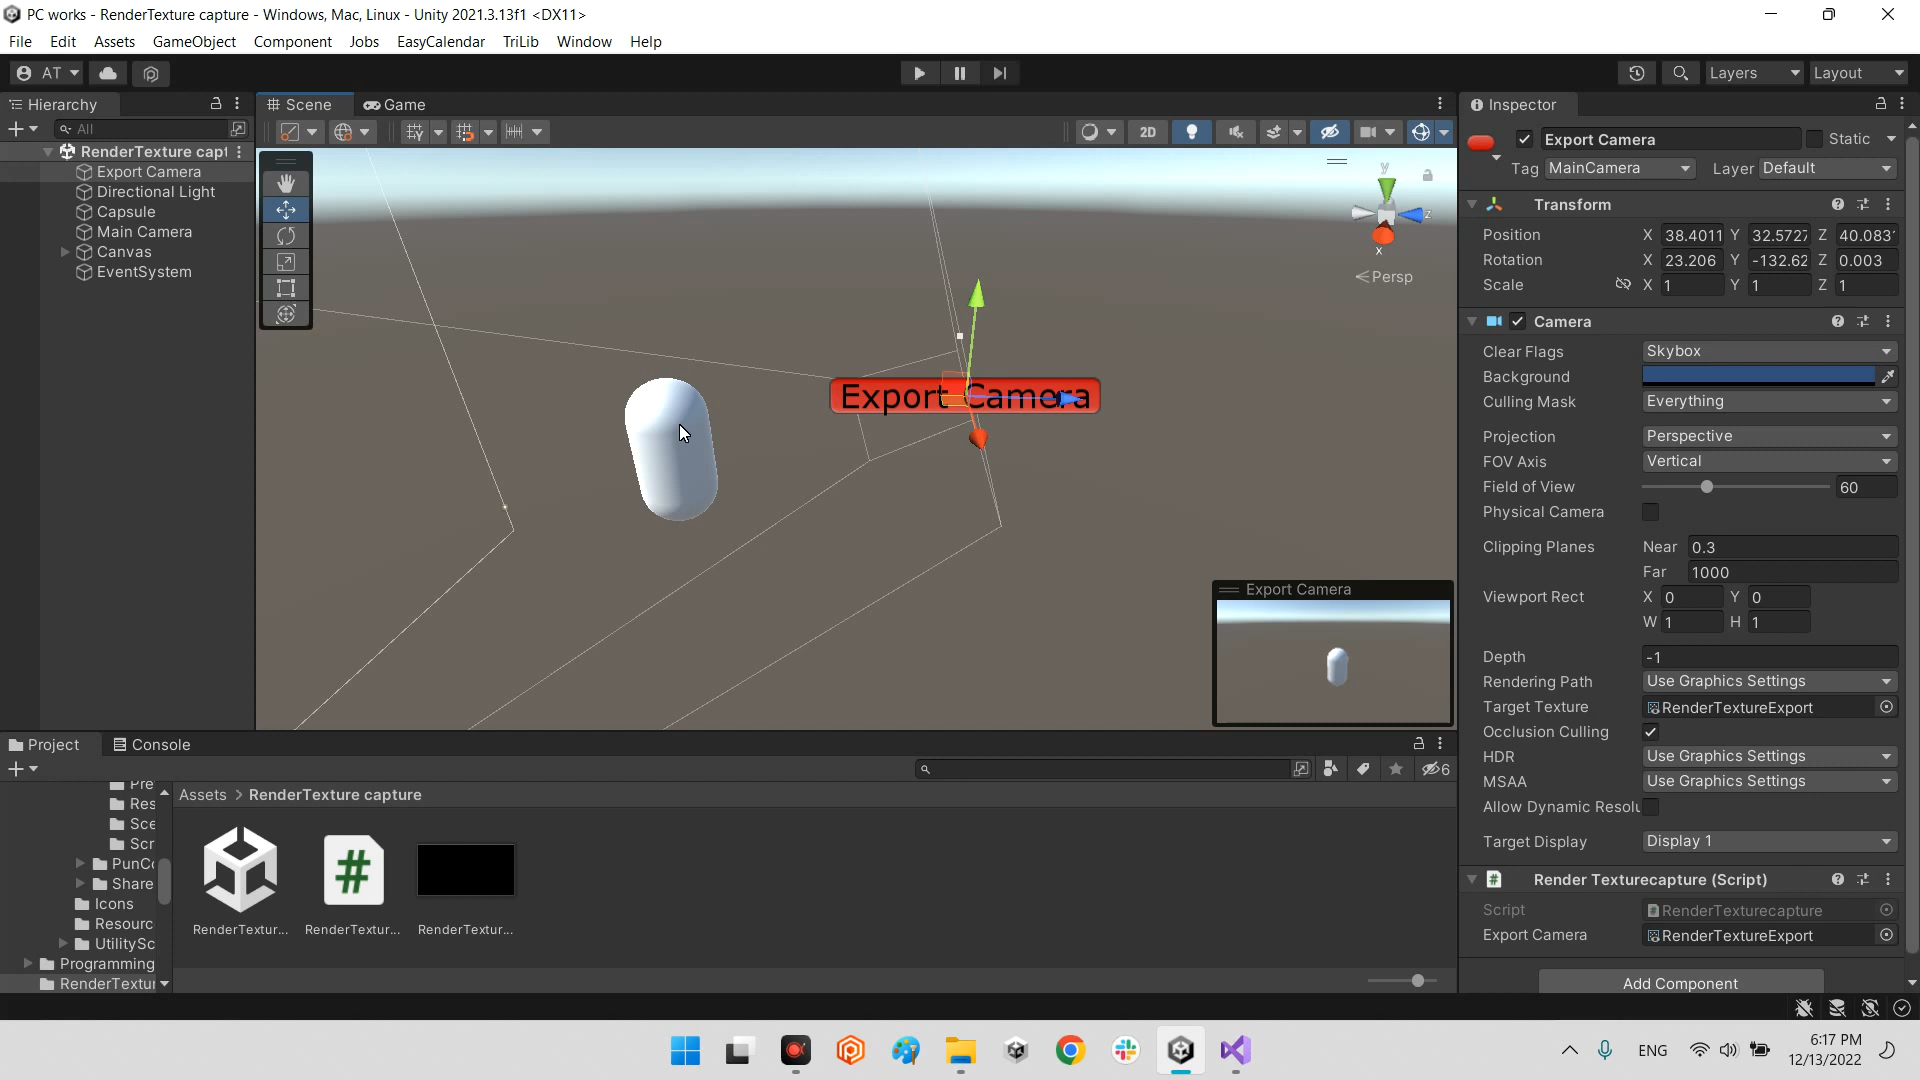 PC works - RenderTexture capture - Windows, Mac, Linux - Unity 2021.3.13f1 <DX11>
File Edit Assets GameObject Component Jobs EasyCalendar TriLib Window Help
AT
Layers Layout
Hierarchy
All
RenderTexture capt
Export Camera
Directional Light
Capsule
Main Camera
Canvas
EventSystem
Scene Game
2D
y
z
x
Persp
Export Camera
Export Camera
Inspector
Export Camera Static
Tag MainCamera Layer Default
Transform
Position X 38.4011 Y 32.5727 Z 40.083
Rotation X 23.206 Y -132.62 Z 0.003
Scale X 1 Y 1 Z 1
Camera
Clear Flags Skybox
Background
Culling Mask Everything
Projection Perspective
FOV Axis Vertical
Field of View 60
Physical Camera
Clipping Planes Near 0.3
Far 1000
Viewport Rect X 0 Y 0
W 1 H 1
Depth -1
Rendering Path Use Graphics Settings
Target Texture RenderTextureExport
Occlusion Culling
HDR Use Graphics Settings
MSAA Use Graphics Settings
Allow Dynamic Resolu
Target Display Display 1
Render Texturecapture (Script)
Script RenderTexturecapture
Export Camera RenderTextureExport
Add Component
Project Console
6
Pre
Res
Sce
Scr
PunCo
Share
Icons
Resourc
UtilitySc
Programming
RenderTextur
Assets > RenderTexture capture
RenderTextur... RenderTextur... RenderTextur...
ENG
6:17 PM
12/13/2022